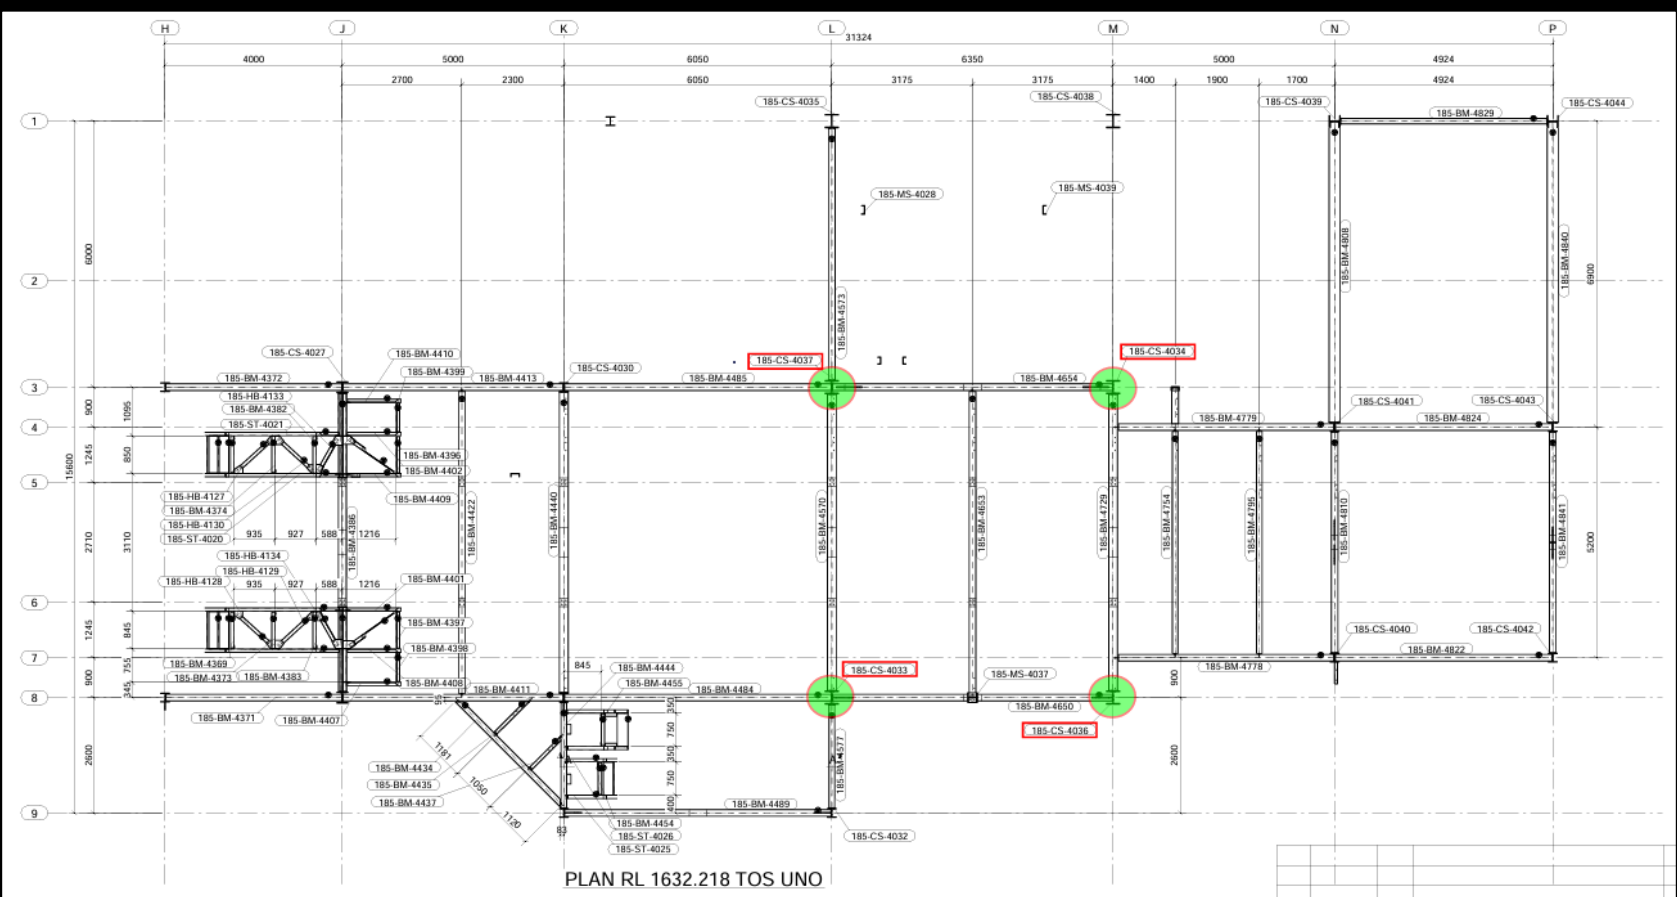 H J K L M N P
31324
4000 5000 6050 6350 5000 4924
2700 2300 6050 3175 3175 1400 1900 1700 4924
185-CS-4035 185-CS-4038 185-CS-4039 185-CS-4044
1
185-BM-4829
185-MS-4028 185-MS-4039
6000
185-BM-4808 185-BM-4840
6900
2
185-BM-4573
185-CS-4027 185-BM-4410 185-CS-4037 185-CS-4034
185-BM-4399 185-CS-4030
185-BM-4372 185-BM-4413 185-BM-4485 185-BM-4654
3
185-HB-4133
185-BM-4382
185-ST-4021
900 1095
185-CS-4041 185-CS-4043
185-BM-4779 185-BM-4824
4
1245 850 15600
185-BM-4396
185-BM-4402
5
185-HB-4127 185-BM-4409
185-BM-4374
185-HB-4130
185-ST-4020
935 927 588 1216
2710 3110
185-BM-4386 185-BM-4422 185-BM-4440 185-BM-4570 185-BM-4653 185-BM-4729 185-BM-4754 185-BM-4795 185-BM-4810 185-BM-4841
5200
185-HB-4134
185-HB-4129
185-HB-4128
935 927 588 1216
185-BM-4401
6
1245 845
185-BM-4397
185-CS-4040 185-CS-4042
185-BM-4398
185-BM-4822
7
185-BM-4369
185-BM-4373 185-BM-4383
185-BM-4778
900 755 345
845
185-BM-4444
185-CS-4033
185-MS-4037
900
185-BM-4408 185-BM-4411 185-BM-4455 185-BM-4484
8
95
185-BM-4650
185-BM-4371 185-BM-4407
185-CS-4036
350 750 350 750 400
2600
185-BM-4577
2600
1181
185-BM-4434
185-BM-4435
1050
185-BM-4437
1120
185-BM-4489
9
83
185-BM-4454
185-ST-4026
185-ST-4025
185-CS-4032
PLAN RL 1632.218 TOS UNO